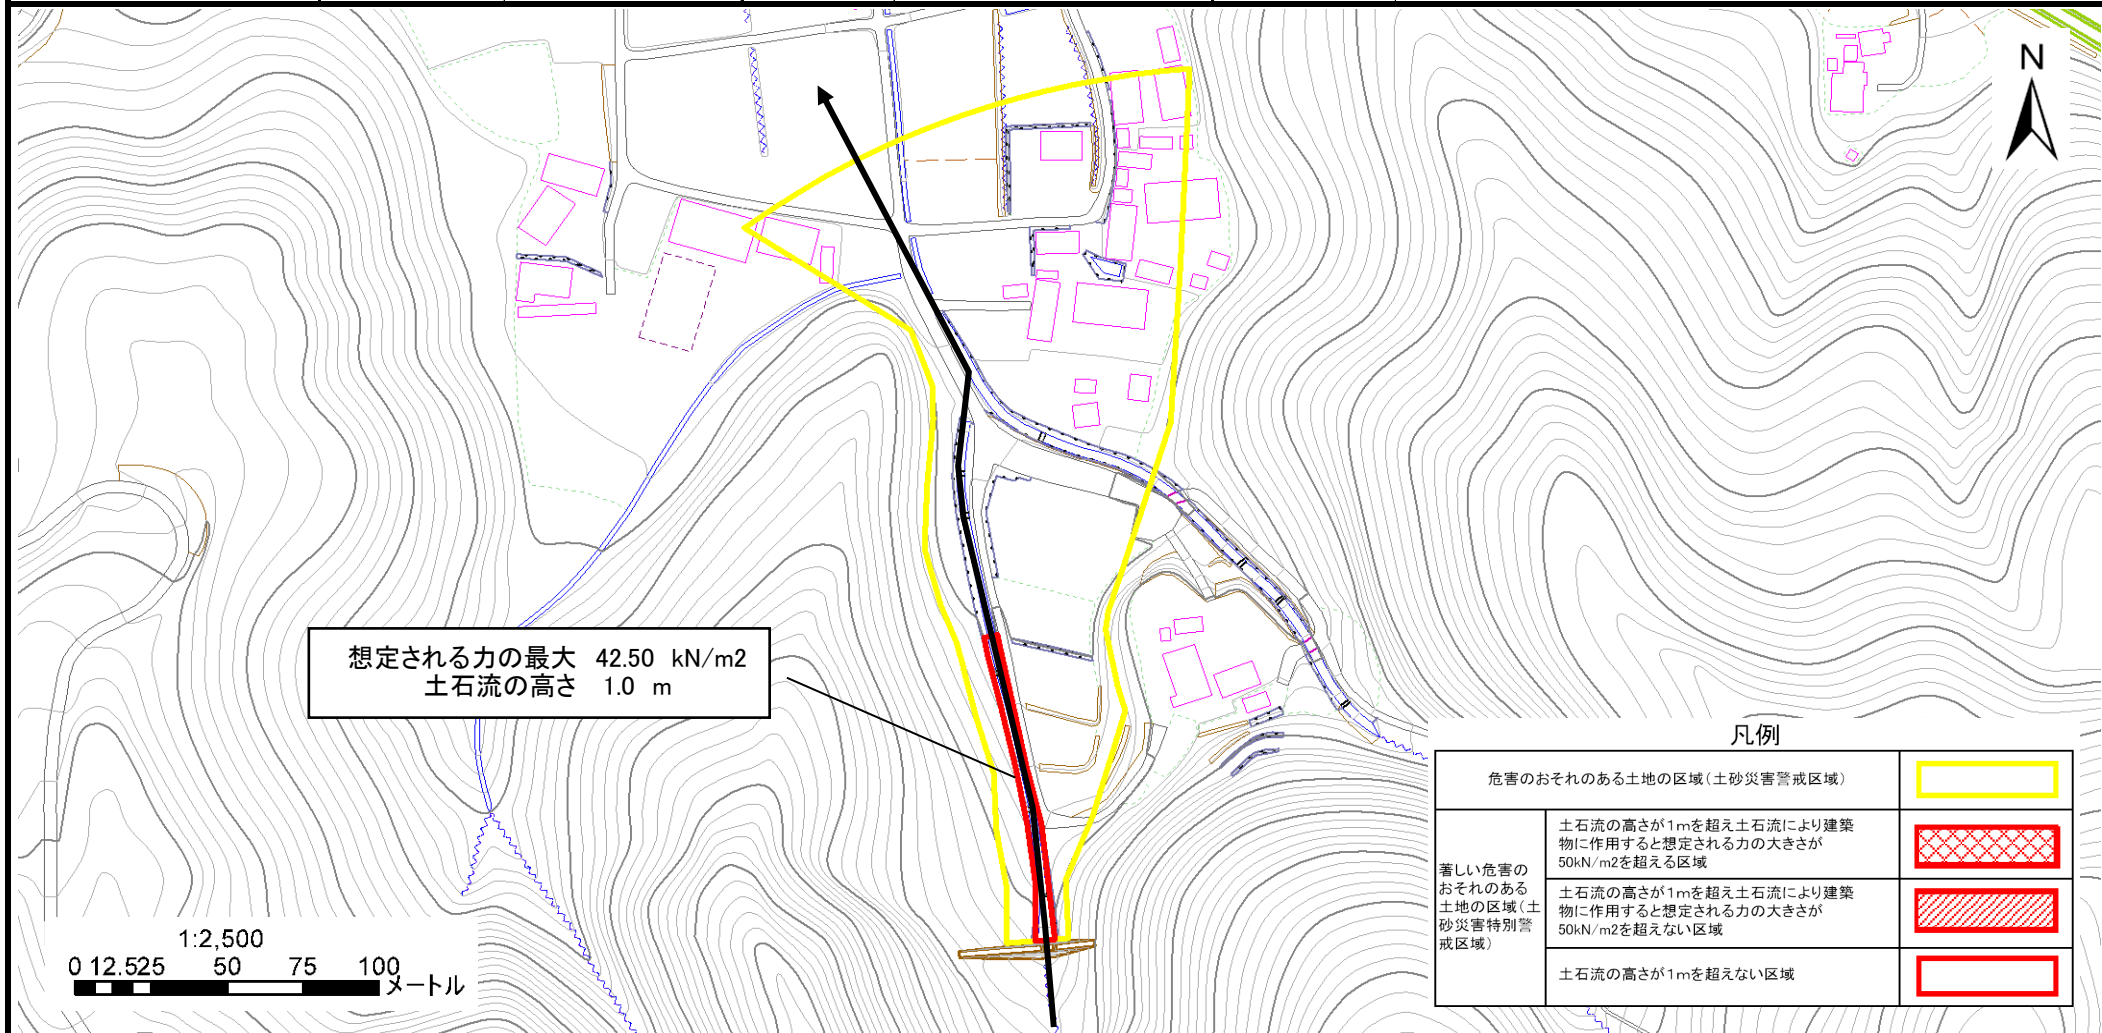 N
想定される力の最大 42.50 kN/m2
土石流の高さ 1.0 m
凡例
危害のおそれのある土地の区域(土砂災害警戒区域)
著しい危害の
おそれのある
土地の区域(土
砂災害特別警
戒区域)
土石流の高さが1mを超え土石流により建築
物に作用すると想定される力の大きさが
50kN/m2を超える区域
土石流の高さが1mを超え土石流により建築
物に作用すると想定される力の大きさが
50kN/m2を超えない区域
土石流の高さが1mを超えない区域
1:2,500
0 12.525 50 75 100
メートル